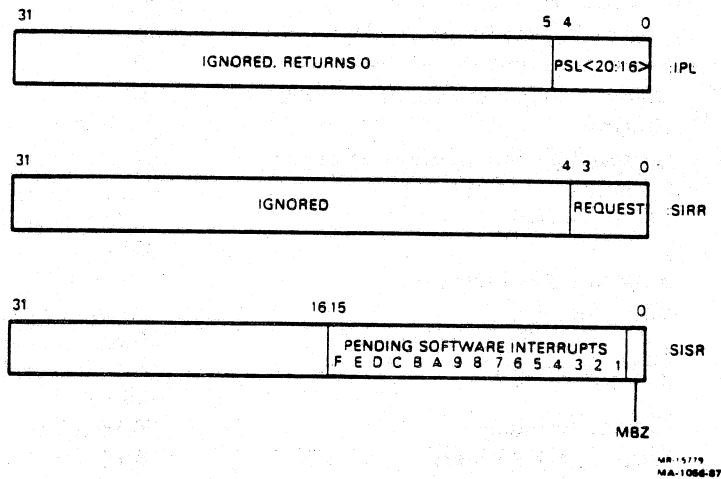 31 5 4 0
IGNORED. RETURNS 0 PSL<20:16> :IPL
31 4 3 0
IGNORED REQUEST :SIRR
31 16 15 0
PENDING SOFTWARE INTERRUPTS :SISR
F E D C B A 9 8 7 6 5 4 3 2 1
MBZ
MR-15779
MA-1066-87